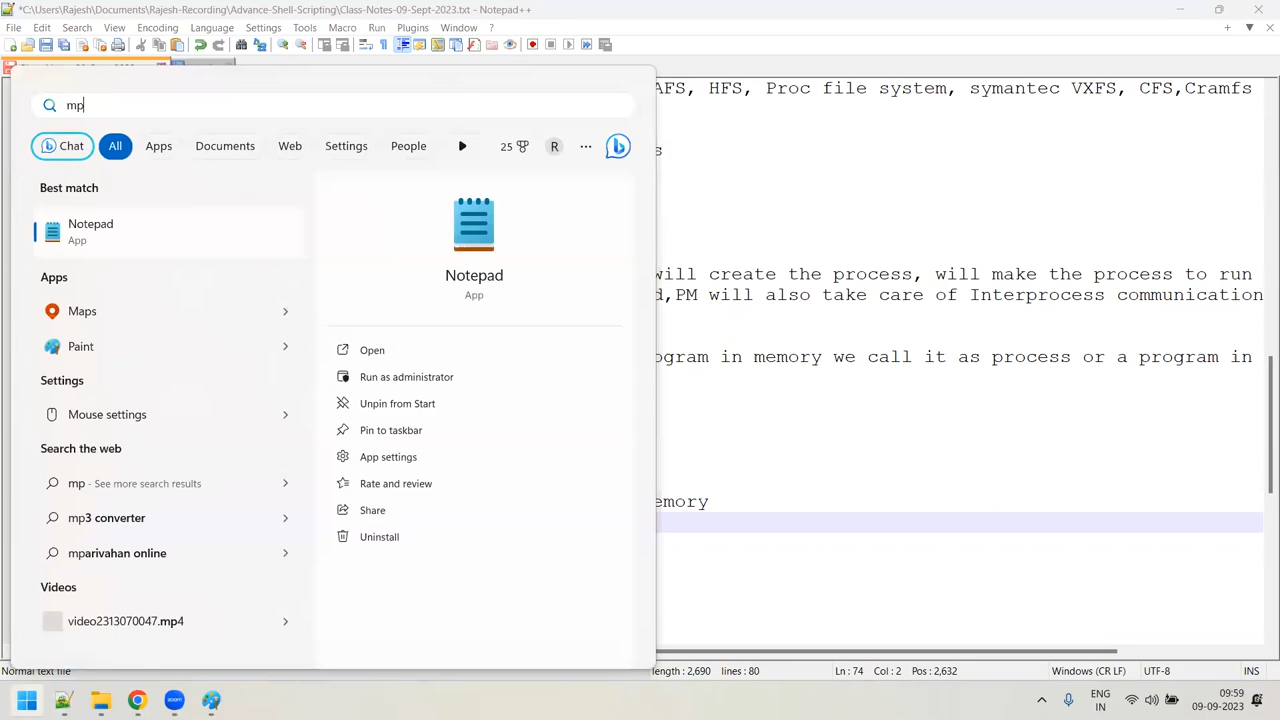 *C:\Users\Rajesh\Documents\Rajesh-Recording\Advance-Shell-Scripting\Class-Notes-09-Sept-2023.txt - Notepad++
File Edit Search View Encoding Language Settings Tools Macro Run Plugins Window ?
mp
AFS, HFS, Proc file system, symantec VXFS, CFS,Cramfs
Chat All Apps Documents Web Settings People 25 R
s
Best match
Notepad
App
Notepad
App
Apps
Maps
Paint
Settings
Mouse settings
Search the web
mp - See more search results
mp3 converter
mparivahan online
Videos
video2313070047.mp4
Open
Run as administrator
Unpin from Start
Pin to taskbar
App settings
Rate and review
Share
Uninstall
will create the process, will make the process to run
d,PM will also take care of Interprocess communication
ogram in memory we call it as process or a program in
emory
Normal text file length : 2,690 lines : 80 Ln : 74 Col : 2 Pos : 2,632 Windows (CR LF) UTF-8 INS
zoom
ENG
IN
09:59
09-09-2023